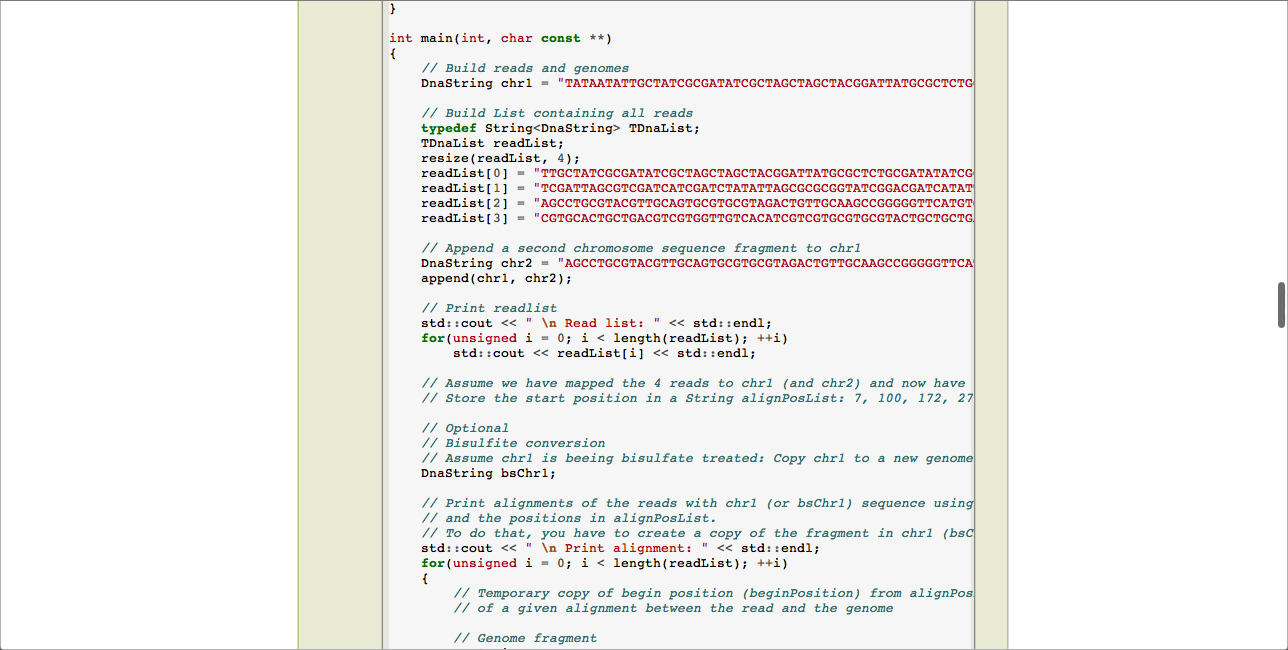 }
int main(int, char const **)
{
// Build reads and genomes
DnaString chr1 = "TATAATATTGCTATCGCGATATCGCTAGCTAGCTACGGATTATGCGCTCTG
// Build List containing all reads
typedef String<DnaString> TDnaList;
TDnaList readList;
resize(readList, 4);
readList[0] = "TTGCTATCGCGATATCGCTAGCTAGCTACGGATTATGCGCTCTGCGATATATCG
readList[1] = "TCGATTAGCGTCGATCATCGATCTATATTAGCGCGCGGTATCGGACGATCATAT
readList[2] = "AGCCTGCGTACGTTGCAGTGCGTGCGTAGACTGTTGCAAGCCGGGGGTTCATGT
readList[3] = "CGTGCACTGCTGACGTCGTGGTTGTCACATCGTCGTGCGTGCGTACTGCTGCTG
// Append a second chromosome sequence fragment to chr1
DnaString chr2 = "AGCCTGCGTACGTTGCAGTGCGTGCGTAGACTGTTGCAAGCCGGGGGTTCA
append(chr1, chr2);
// Print readlist
std::cout << " \n Read list: " << std::endl;
for(unsigned i = 0; i < length(readList); ++i)
std::cout << readList[i] << std::endl;
// Assume we have mapped the 4 reads to chr1 (and chr2) and now have
// Store the start position in a String alignPosList: 7, 100, 172, 27
// Optional
// Bisulfite conversion
// Assume chr1 is beeing bisulfate treated: Copy chr1 to a new genome
DnaString bsChr1;
// Print alignments of the reads with chr1 (or bsChr1) sequence using
// and the positions in alignPosList.
// To do that, you have to create a copy of the fragment in chr1 (bsC
std::cout << " \n Print alignment: " << std::endl;
for(unsigned i = 0; i < length(readList); ++i)
{
// Temporary copy of begin position (beginPosition) from alignPos
// of a given alignment between the read and the genome
// Genome fragment